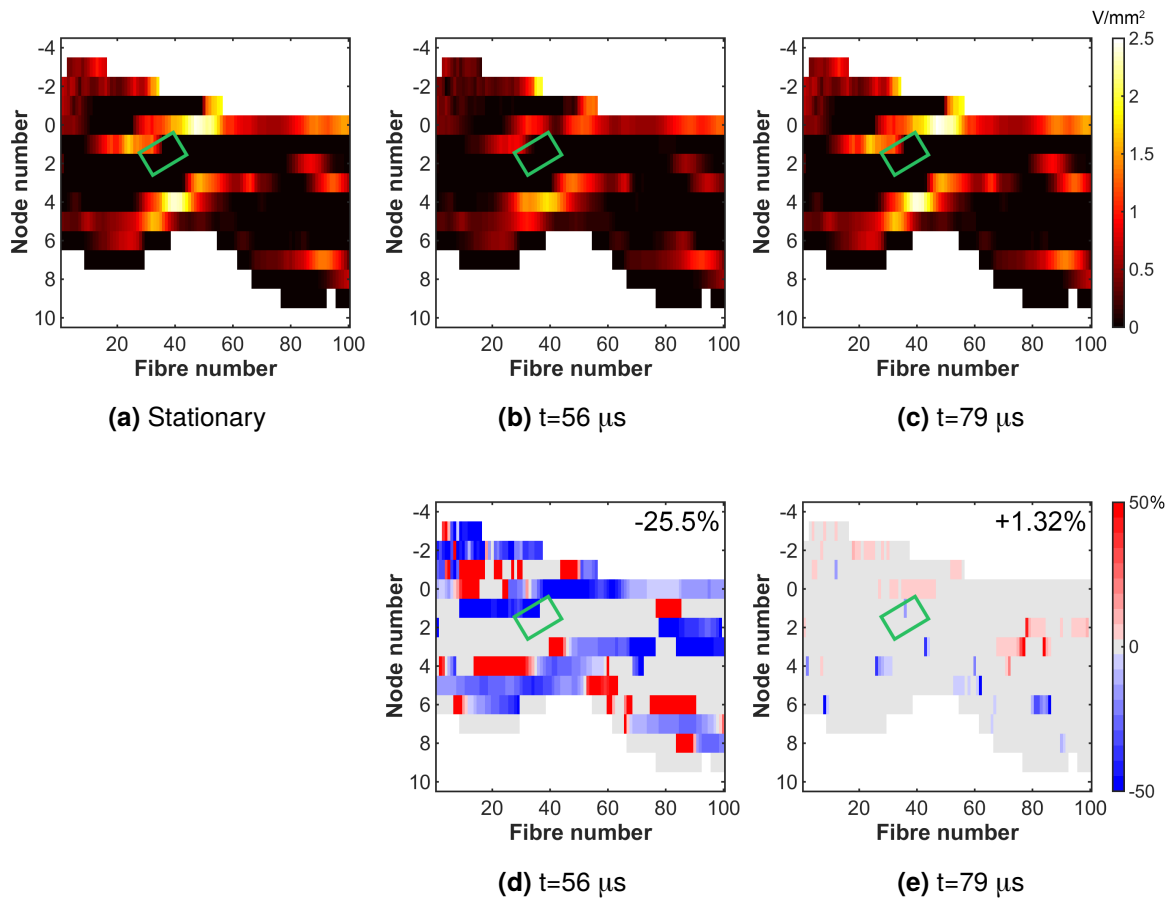 V/mm²
-4
-2
0
2
4
6
8
10
Node number
20 40 60 80 100
Fibre number
(a) Stationary
-4
-2
0
2
4
6
8
10
Node number
20 40 60 80 100
Fibre number
(b) t=56 μs
-4
-2
0
2
4
6
8
10
Node number
20 40 60 80 100
Fibre number
(c) t=79 μs
2.5
2
1.5
1
0.5
0
-4
-2
0
2
4
6
8
10
Node number
-25.5%
20 40 60 80 100
Fibre number
(d) t=56 μs
-4
-2
0
2
4
6
8
10
Node number
+1.32%
20 40 60 80 100
Fibre number
(e) t=79 μs
50%
0
-50